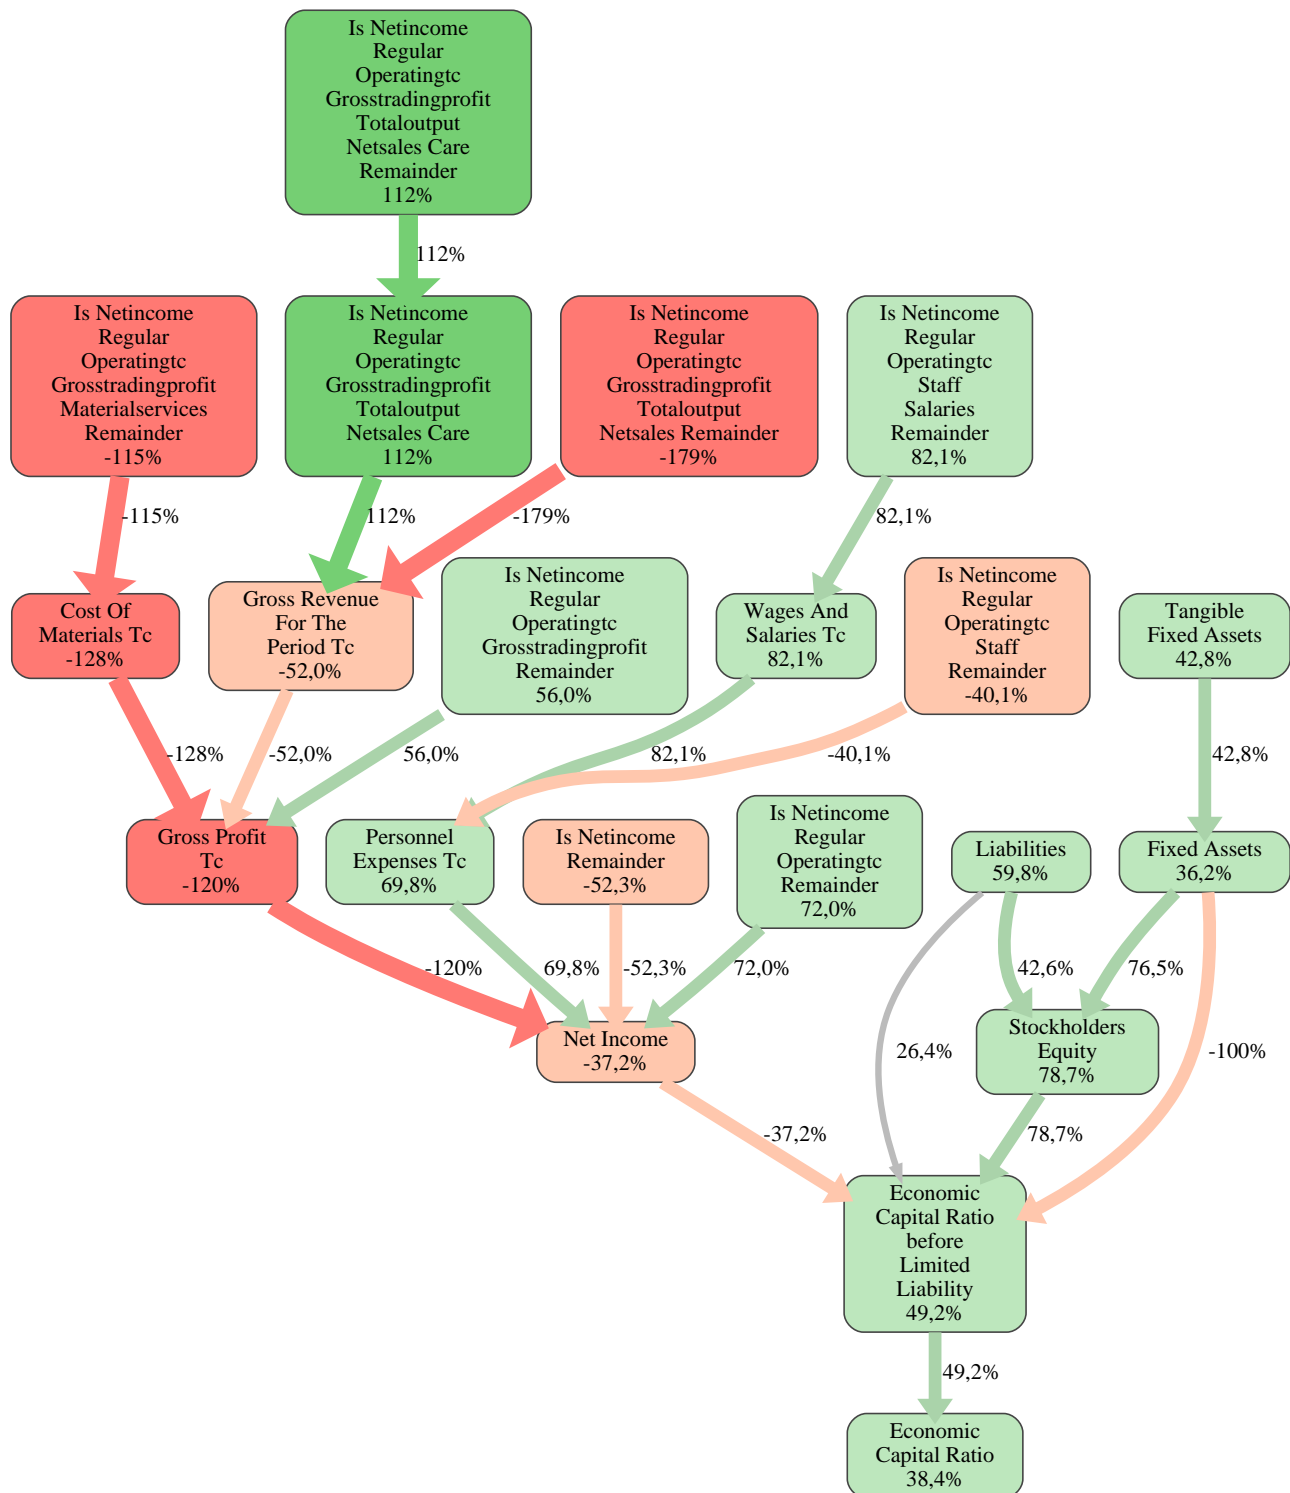 Is Netincome
Regular
Operatingtc
Grosstradingprofit
Totaloutput
Netsales Care
Remainder
112%
112%
Is Netincome
Regular
Operatingtc
Grosstradingprofit
Materialservices
Remainder
-115%
Is Netincome
Regular
Operatingtc
Grosstradingprofit
Totaloutput
Netsales Care
112%
Is Netincome
Regular
Operatingtc
Grosstradingprofit
Totaloutput
Netsales Remainder
-179%
Is Netincome
Regular
Operatingtc
Staff
Salaries
Remainder
82,1%
-115%
112%
-179%
82,1%
Cost Of
Materials Tc
-128%
Gross Revenue
For The
Period Tc
-52,0%
Is Netincome
Regular
Operatingtc
Grosstradingprofit
Remainder
56,0%
Wages And
Salaries Tc
82,1%
Is Netincome
Regular
Operatingtc
Staff
Remainder
-40,1%
Tangible
Fixed Assets
42,8%
-128%
-52,0%
56,0%
82,1%
-40,1%
42,8%
Gross Profit
Tc
-120%
Personnel
Expenses Tc
69,8%
Is Netincome
Remainder
-52,3%
Is Netincome
Regular
Operatingtc
Remainder
72,0%
Liabilities
59,8%
Fixed Assets
36,2%
-120%
69,8%
-52,3%
72,0%
42,6%
76,5%
Net Income
-37,2%
26,4%
Stockholders
Equity
78,7%
-100%
-37,2%
78,7%
Economic
Capital Ratio
before
Limited
Liability
49,2%
49,2%
Economic
Capital Ratio
38,4%